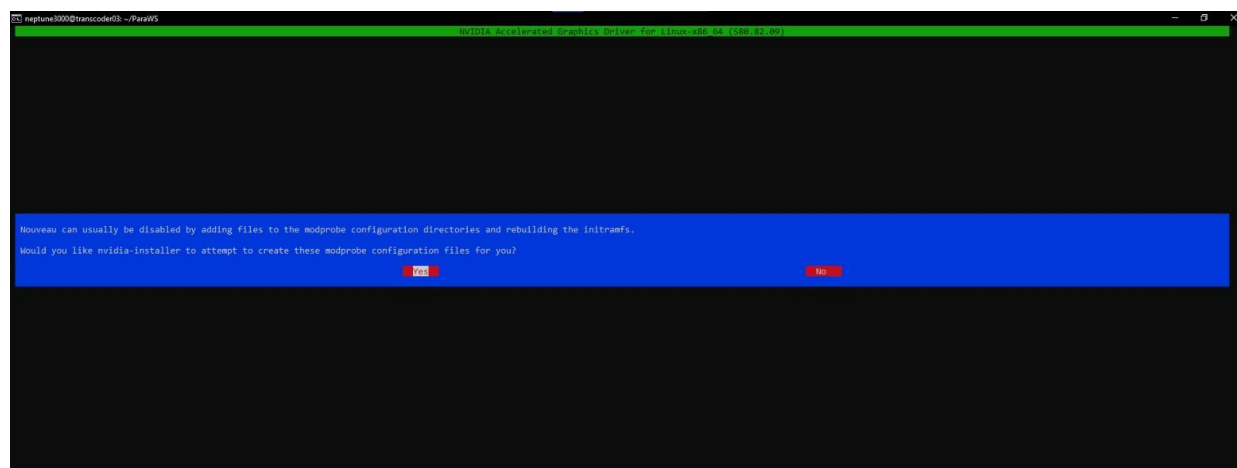 neptune3000@transcoder03: ~/ParaWS
NVIDIA Accelerated Graphics Driver for Linux-x86_64 (580.82.09)
Nouveau can usually be disabled by adding files to the modprobe configuration directories and rebuilding the initramfs.
Would you like nvidia-installer to attempt to create these modprobe configuration files for you?
Yes No